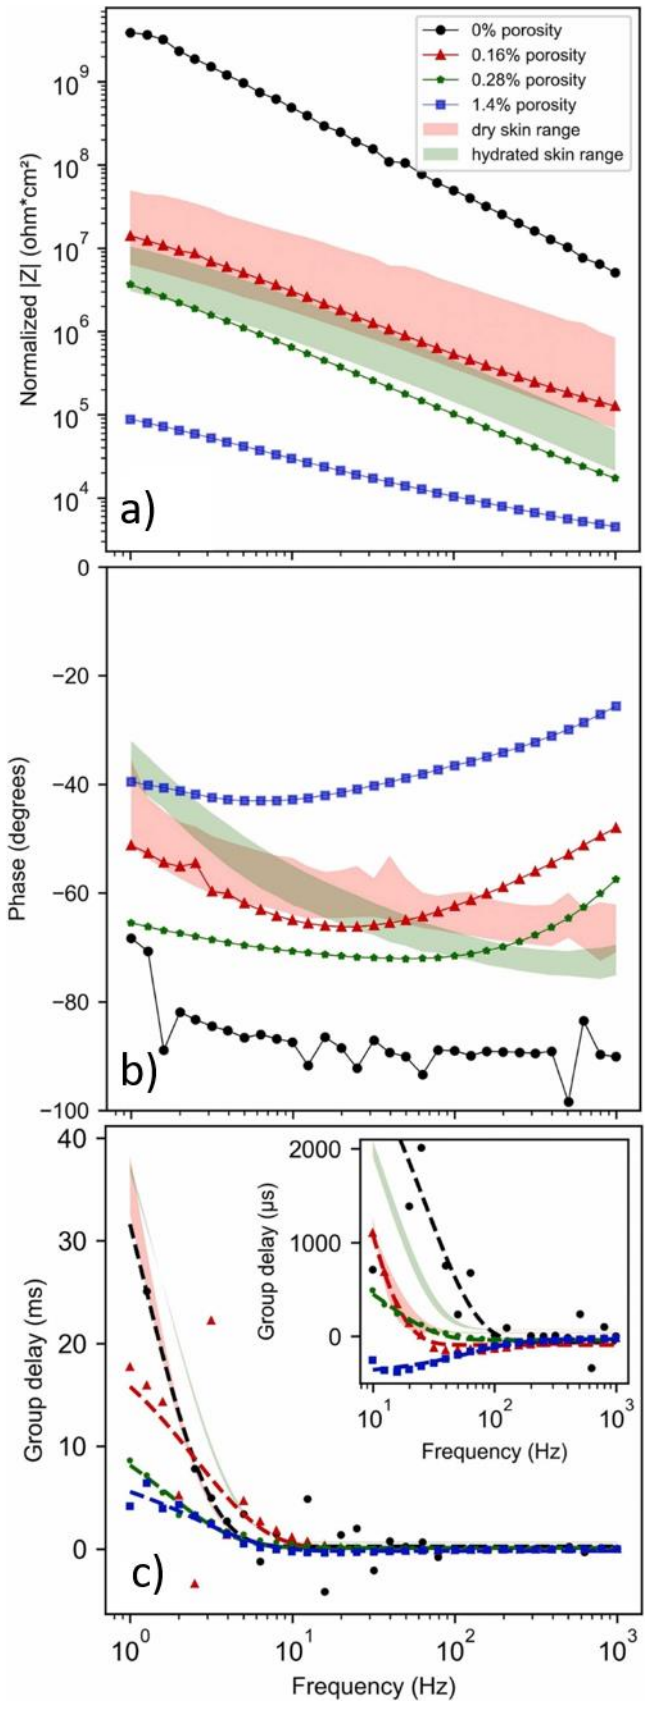 0% porosity
0.16% porosity
0.28% porosity
1.4% porosity
dry skin range
hydrated skin range
10⁹
10⁸
10⁷
10⁶
10⁵
10⁴
Normalized |Z| (ohm*cm²)
a)
0
−20
−40
−60
−80
−100
Phase (degrees)
b)
40
30
20
10
0
Group delay (ms)
c)
2000
1000
0
Group delay (µs)
10¹ 10² 10³
Frequency (Hz)
10⁰ 10¹ 10² 10³
Frequency (Hz)